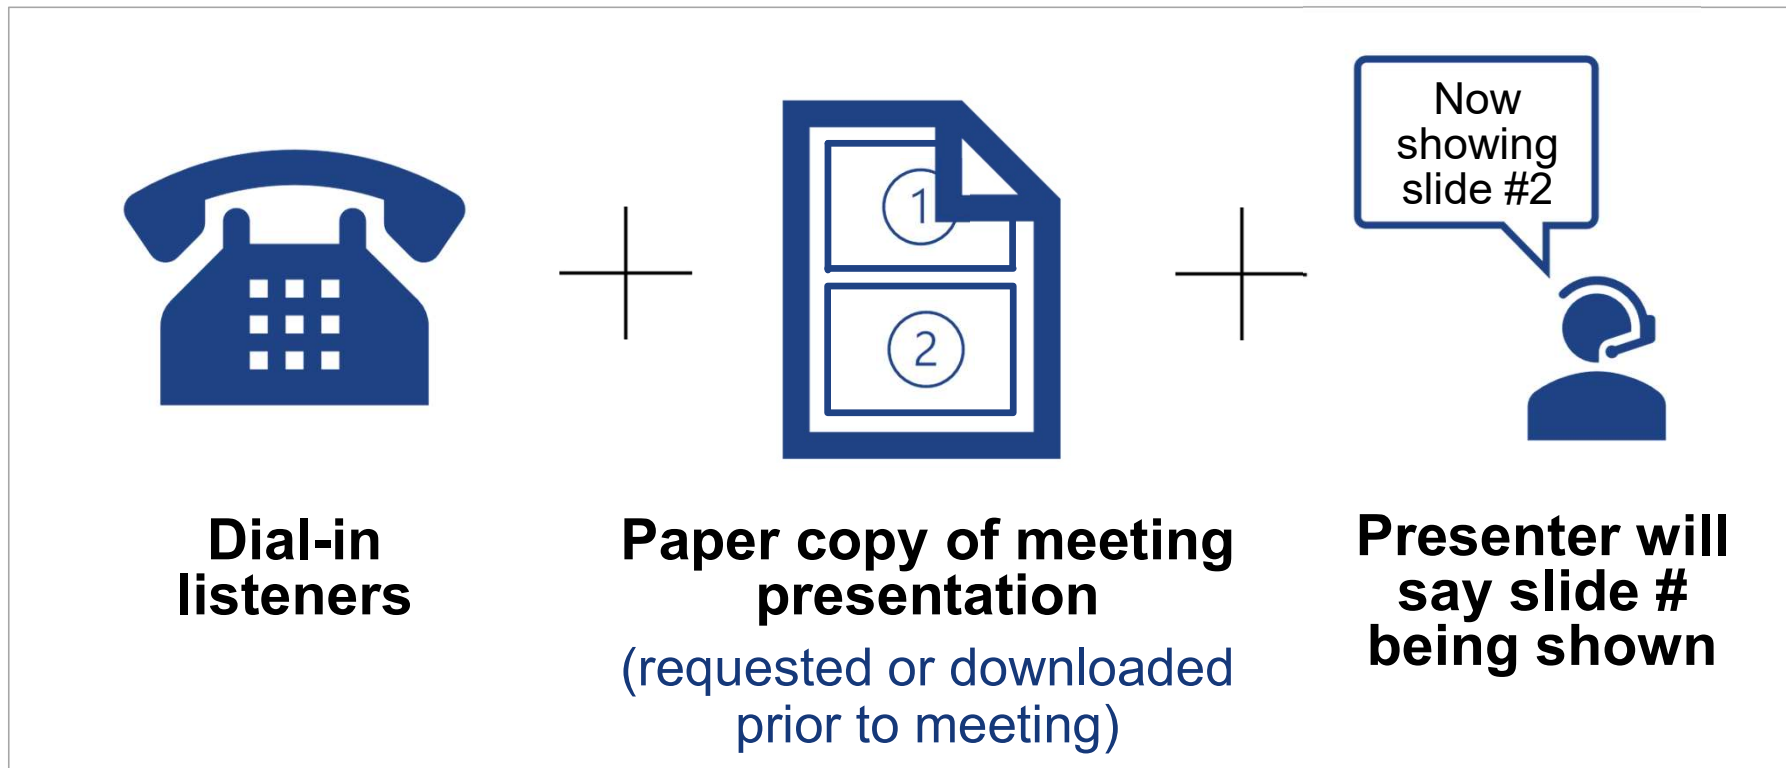 Dial-in
listeners
1
2
Paper copy of meeting
presentation
(requested or downloaded
prior to meeting)
Now
showing
slide #2
Presenter will
say slide #
being shown